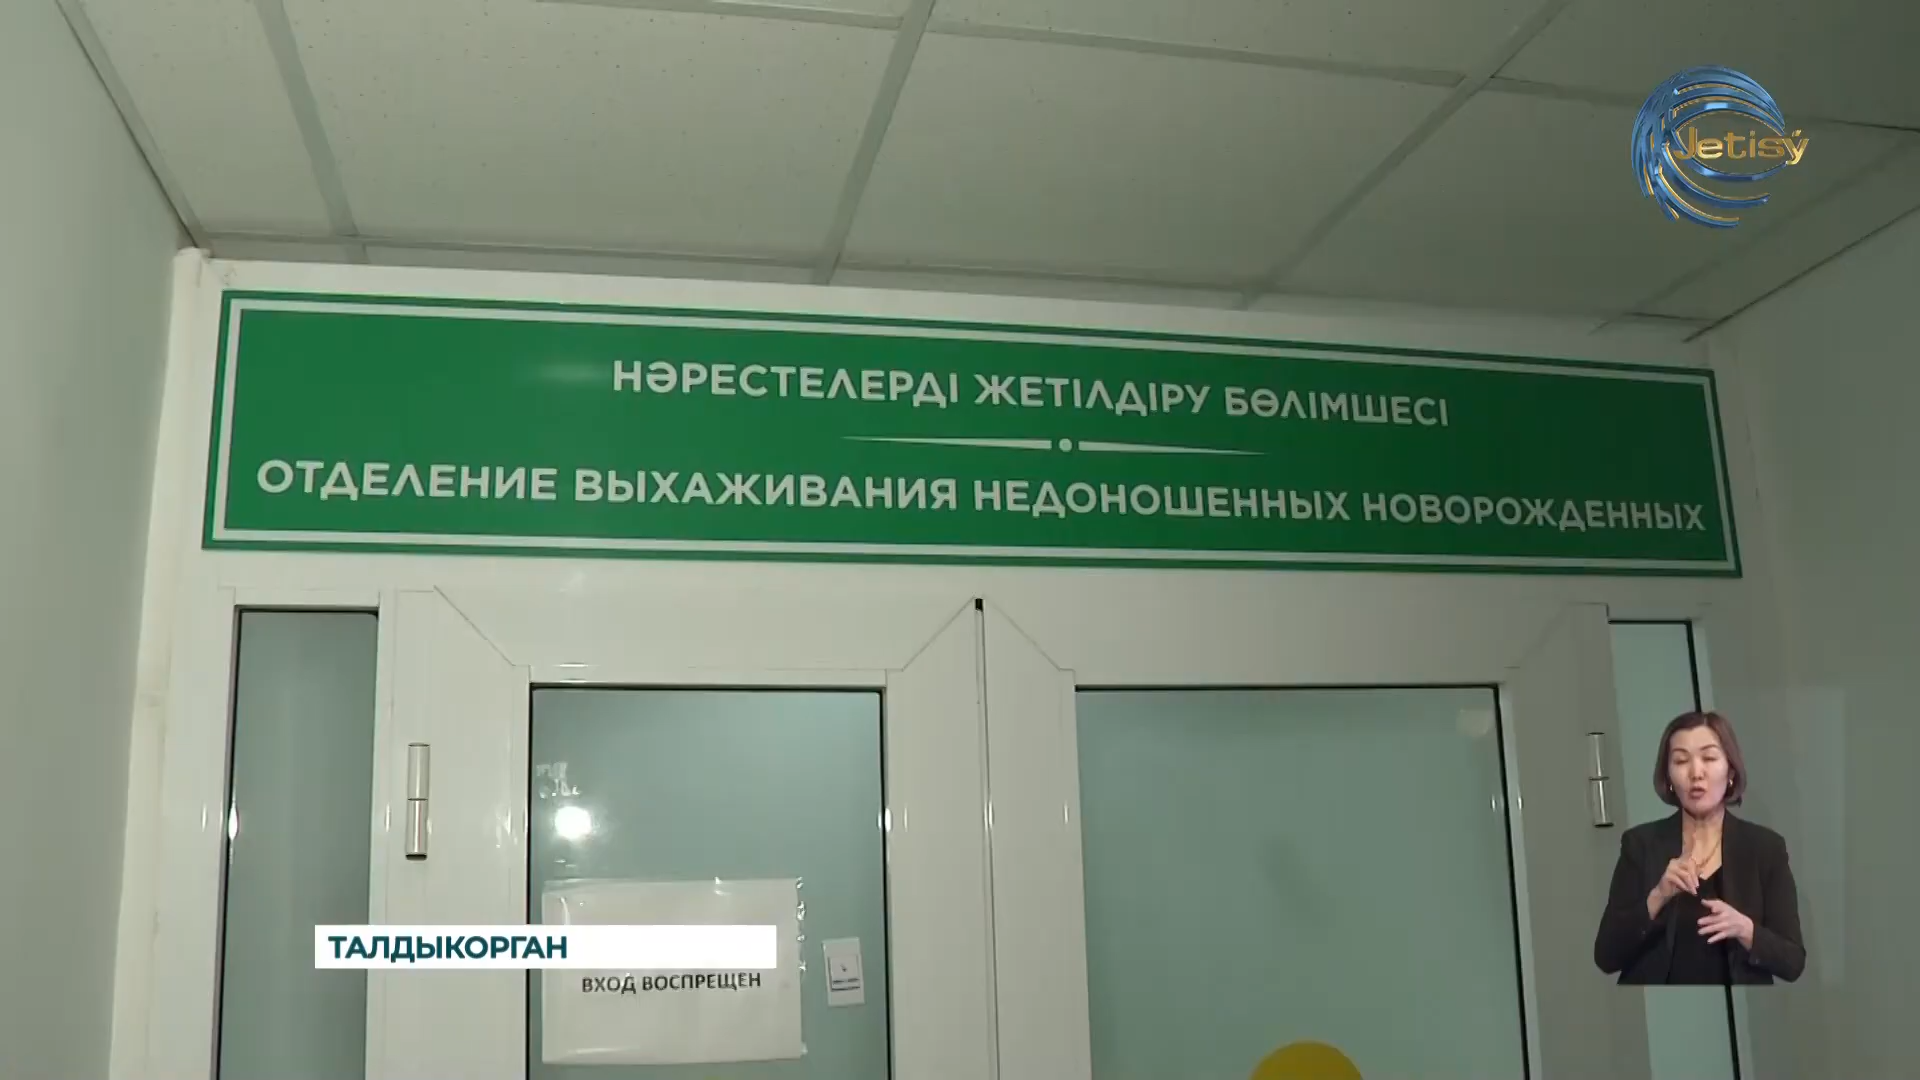 Jetisý
НӘРЕСТЕЛЕРДІ ЖЕТІЛДІРУ БӨЛІМШЕСІ
ОТДЕЛЕНИЕ ВЫХАЖИВАНИЯ НЕДОНОШЕННЫХ НОВОРОЖДЕННЫХ
ТАЛДЫКОРГАН
ВХОД ВОСПРЕЩЕН